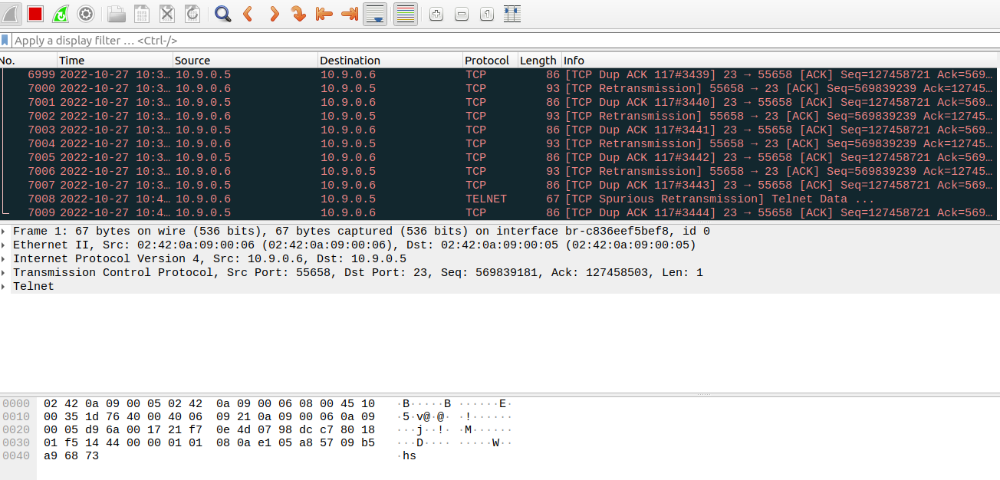 Apply a display filter … <Ctrl-/>
No. Time Source Destination Protocol Length Info
6999 2022-10-27 10:3… 10.9.0.5 10.9.0.6 TCP 86 [TCP Dup ACK 117#3439] 23 → 55658 [ACK] Seq=127458721 Ack=569…
7000 2022-10-27 10:3… 10.9.0.6 10.9.0.5 TCP 93 [TCP Retransmission] 55658 → 23 [ACK] Seq=569839239 Ack=12745…
7001 2022-10-27 10:3… 10.9.0.5 10.9.0.6 TCP 86 [TCP Dup ACK 117#3440] 23 → 55658 [ACK] Seq=127458721 Ack=569…
7002 2022-10-27 10:3… 10.9.0.6 10.9.0.5 TCP 93 [TCP Retransmission] 55658 → 23 [ACK] Seq=569839239 Ack=12745…
7003 2022-10-27 10:3… 10.9.0.5 10.9.0.6 TCP 86 [TCP Dup ACK 117#3441] 23 → 55658 [ACK] Seq=127458721 Ack=569…
7004 2022-10-27 10:3… 10.9.0.6 10.9.0.5 TCP 93 [TCP Retransmission] 55658 → 23 [ACK] Seq=569839239 Ack=12745…
7005 2022-10-27 10:3… 10.9.0.5 10.9.0.6 TCP 86 [TCP Dup ACK 117#3442] 23 → 55658 [ACK] Seq=127458721 Ack=569…
7006 2022-10-27 10:3… 10.9.0.6 10.9.0.5 TCP 93 [TCP Retransmission] 55658 → 23 [ACK] Seq=569839239 Ack=12745…
7007 2022-10-27 10:3… 10.9.0.5 10.9.0.6 TCP 86 [TCP Dup ACK 117#3443] 23 → 55658 [ACK] Seq=127458721 Ack=569…
7008 2022-10-27 10:4… 10.9.0.6 10.9.0.5 TELNET 67 [TCP Spurious Retransmission] Telnet Data ...
7009 2022-10-27 10:4… 10.9.0.5 10.9.0.6 TCP 86 [TCP Dup ACK 117#3444] 23 → 55658 [ACK] Seq=127458721 Ack=569…
Frame 1: 67 bytes on wire (536 bits), 67 bytes captured (536 bits) on interface br-c836eef5bef8, id 0
Ethernet II, Src: 02:42:0a:09:00:06 (02:42:0a:09:00:06), Dst: 02:42:0a:09:00:05 (02:42:0a:09:00:05)
Internet Protocol Version 4, Src: 10.9.0.6, Dst: 10.9.0.5
Transmission Control Protocol, Src Port: 55658, Dst Port: 23, Seq: 569839181, Ack: 127458503, Len: 1
Telnet
0000 02 42 0a 09 00 05 02 42 0a 09 00 06 08 00 45 10 ·B·····B ······E·
0010 00 35 1d 76 40 00 40 06 09 21 0a 09 00 06 0a 09 ·5·v@·@· ·!······
0020 00 05 d9 6a 00 17 21 f7 0e 4d 07 98 dc c7 80 18 ···j··!· ·M······
0030 01 f5 14 44 00 00 01 01 08 0a e1 05 a8 57 09 b5 ···D···· ·····W··
0040 a9 68 73 ·hs